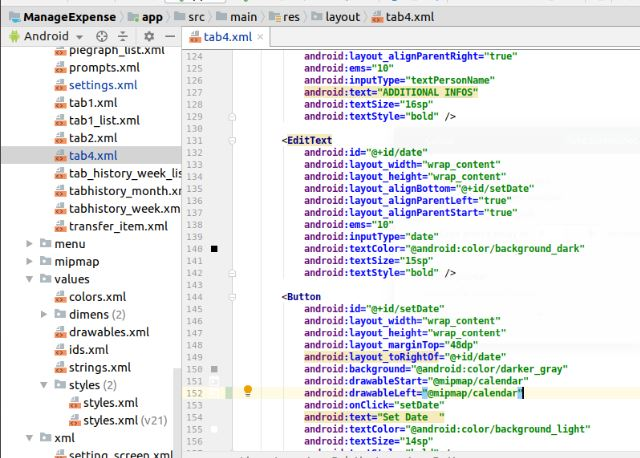 ManageExpense app src main res layout tab4.xml
Android
tab4.xml
piegraph_list.xml
prompts.xml
settings.xml
tab1.xml
tab1_list.xml
tab2.xml
tab4.xml
tab_history_week_lis
tabhistory_month.xm
tabhistory_week.xm
transfer_item.xml
menu
mipmap
values
colors.xml
dimens (2)
drawables.xml
ids.xml
strings.xml
styles (2)
styles.xml
styles.xml (v21)
xml
setting_screen.xml
124 android:layout_alignParentRight="true"
125 android:ems="10"
126 android:inputType="textPersonName"
127 android:text="ADDITIONAL INFOS"
128 android:textSize="16sp"
129 android:textStyle="bold" />
130
131 <EditText
132 android:id="@+id/date"
133 android:layout_width="wrap_content"
134 android:layout_height="wrap_content"
135 android:layout_alignBottom="@+id/setDate"
136 android:layout_alignParentLeft="true"
137 android:layout_alignParentStart="true"
138 android:ems="10"
139 android:inputType="date"
140 android:textColor="@android:color/background_dark"
141 android:textSize="15sp"
142 android:textStyle="bold" />
143
144 <Button
145 android:id="@+id/setDate"
146 android:layout_width="wrap_content"
147 android:layout_height="wrap_content"
148 android:layout_marginTop="48dp"
149 android:layout_toRightOf="@+id/date"
150 android:background="@android:color/darker_gray"
151 android:drawableStart="@mipmap/calendar"
152 android:drawableLeft="@mipmap/calendar"
153 android:onClick="setDate"
154 android:text="Set Date  "
155 android:textColor="@android:color/background_light"
156 android:textSize="14sp"